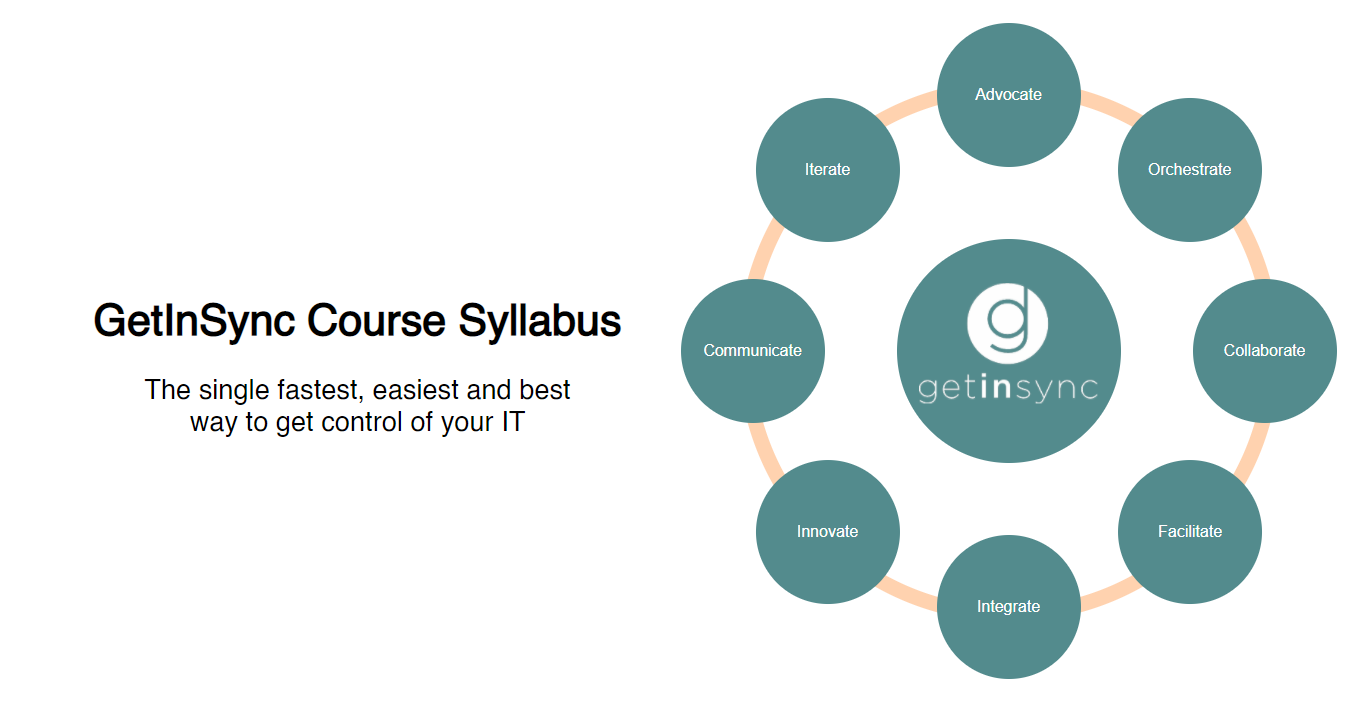 GetInSync Course Syllabus
The single fastest, easiest and best
way to get control of your IT
Advocate
Orchestrate
Collaborate
Facilitate
Integrate
Innovate
Communicate
Iterate
g
getinsync